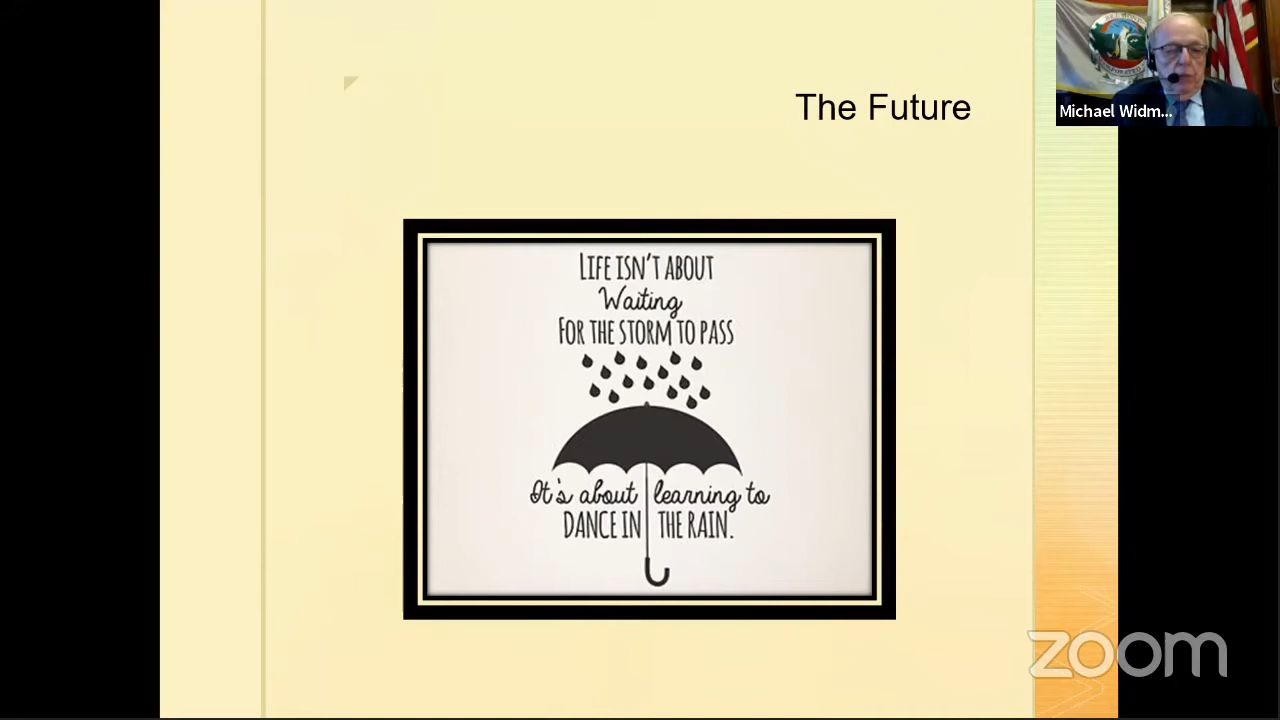 The Future
Michael Widm...
LIFE ISN'T ABOUT
Waiting
FOR THE STORM TO PASS
It's about learning to
DANCE IN THE RAIN.
zoom